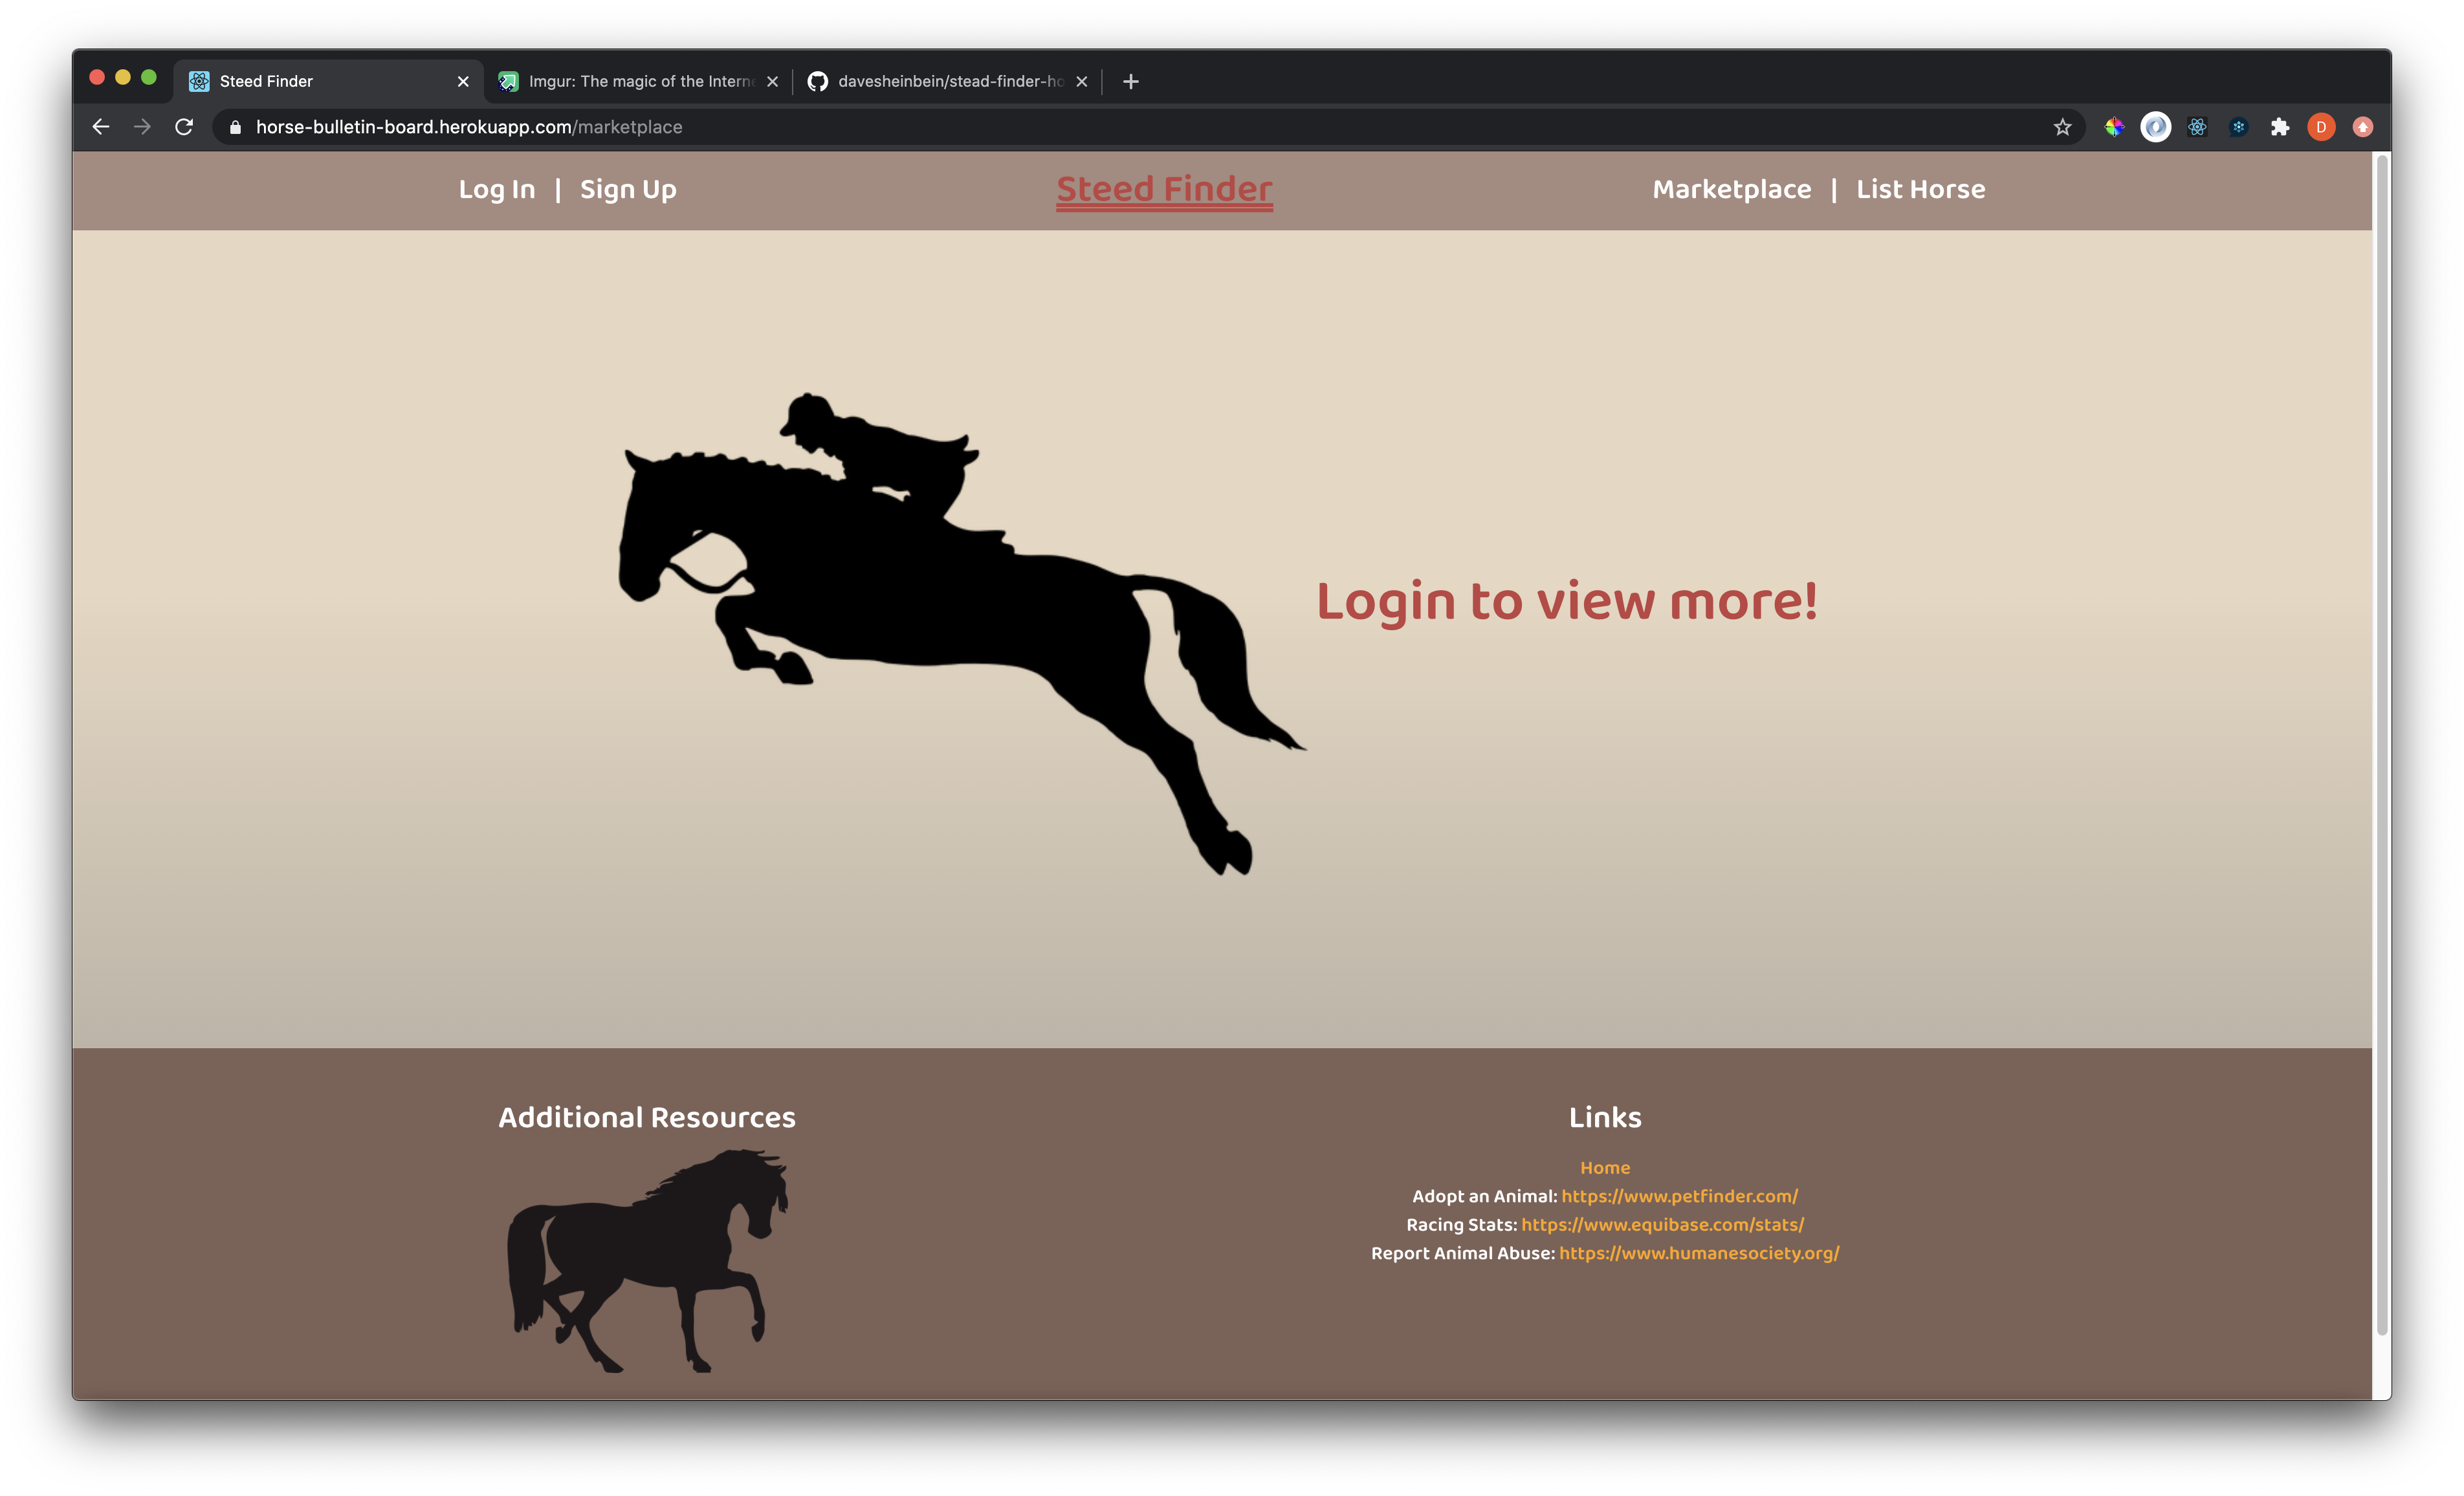 Steed Finder
Imgur: The magic of the Interne
davesheinbein/stead-finder-ho
horse-bulletin-board.herokuapp.com/marketplace
D
Log In | Sign Up
Steed Finder
Marketplace | List Horse
Login to view more!
Additional Resources
Links
Home
Adopt an Animal: https://www.petfinder.com/
Racing Stats: https://www.equibase.com/stats/
Report Animal Abuse: https://www.humanesociety.org/